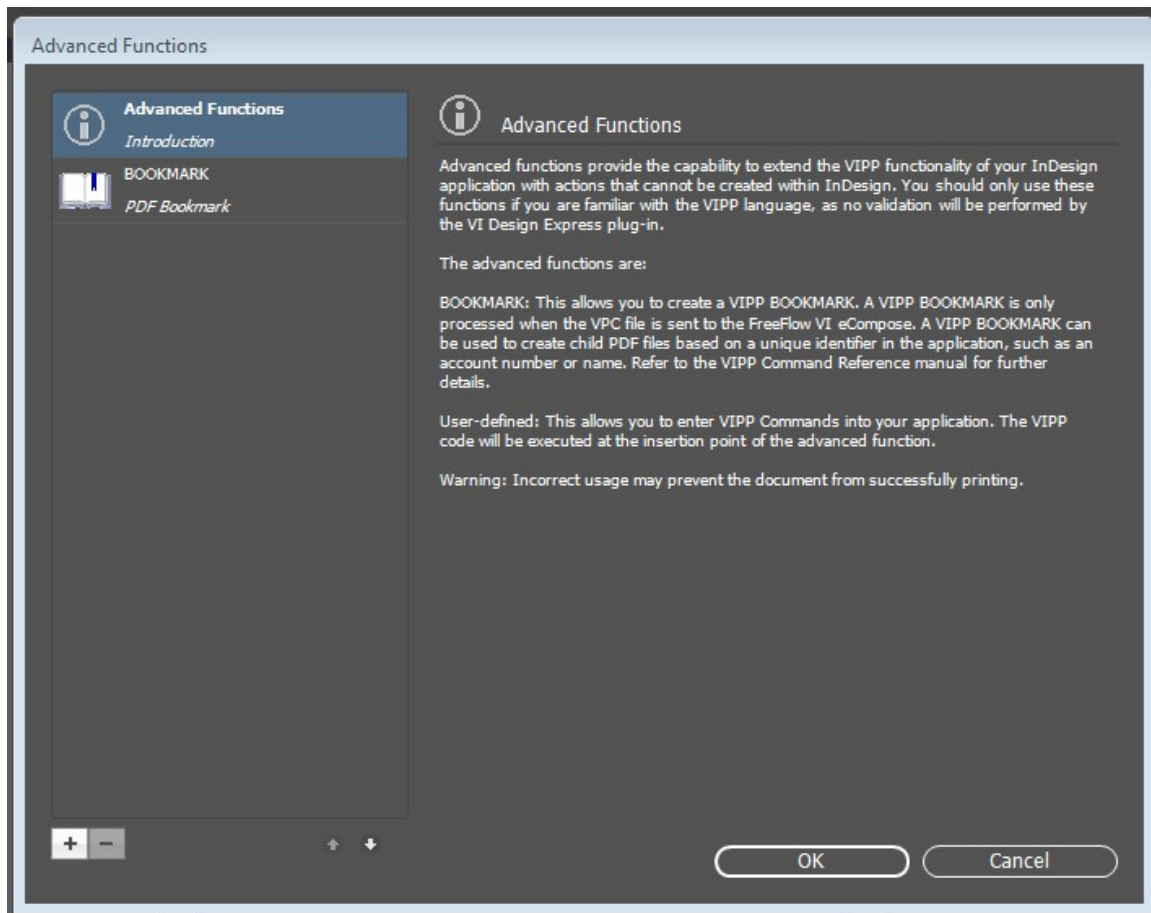 Advanced Functions
Advanced Functions
Introduction
BOOKMARK
PDF Bookmark
Advanced Functions
Advanced functions provide the capability to extend the VIPP functionality of your InDesign
application with actions that cannot be created within InDesign. You should only use these
functions if you are familiar with the VIPP language, as no validation will be performed by
the VI Design Express plug-in.
The advanced functions are:
BOOKMARK: This allows you to create a VIPP BOOKMARK. A VIPP BOOKMARK is only
processed when the VPC file is sent to the FreeFlow VI eCompose. A VIPP BOOKMARK can
be used to create child PDF files based on a unique identifier in the application, such as an
account number or name. Refer to the VIPP Command Reference manual for further
details.
User-defined: This allows you to enter VIPP Commands into your application. The VIPP
code will be executed at the insertion point of the advanced function.
Warning: Incorrect usage may prevent the document from successfully printing.
OK
Cancel